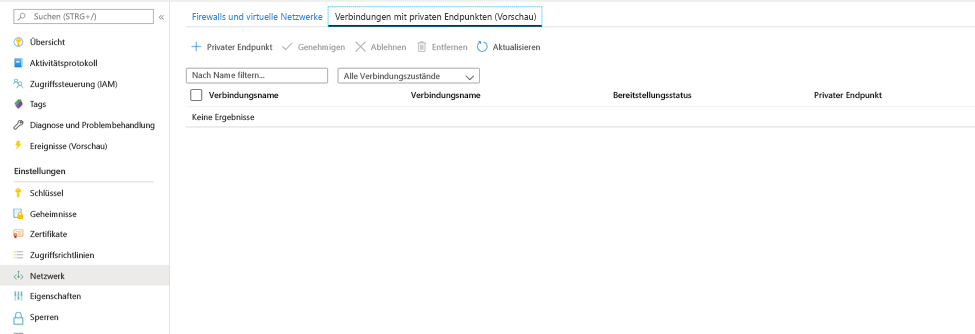 Suchen (STRG+/)
«
Übersicht
Aktivitätsprotokoll
Zugriffssteuerung (IAM)
Tags
Diagnose und Problembehandlung
Ereignisse (Vorschau)
Einstellungen
Schlüssel
Geheimnisse
Zertifikate
Zugriffsrichtlinien
Netzwerk
Eigenschaften
Sperren
Firewalls und virtuelle Netzwerke Verbindungen mit privaten Endpunkten (Vorschau)
Privater Endpunkt Genehmigen Ablehnen Entfernen Aktualisieren
Nach Name filtern... Alle Verbindungszustände
Verbindungsname Verbindungsname Bereitstellungsstatus Privater Endpunkt
Keine Ergebnisse